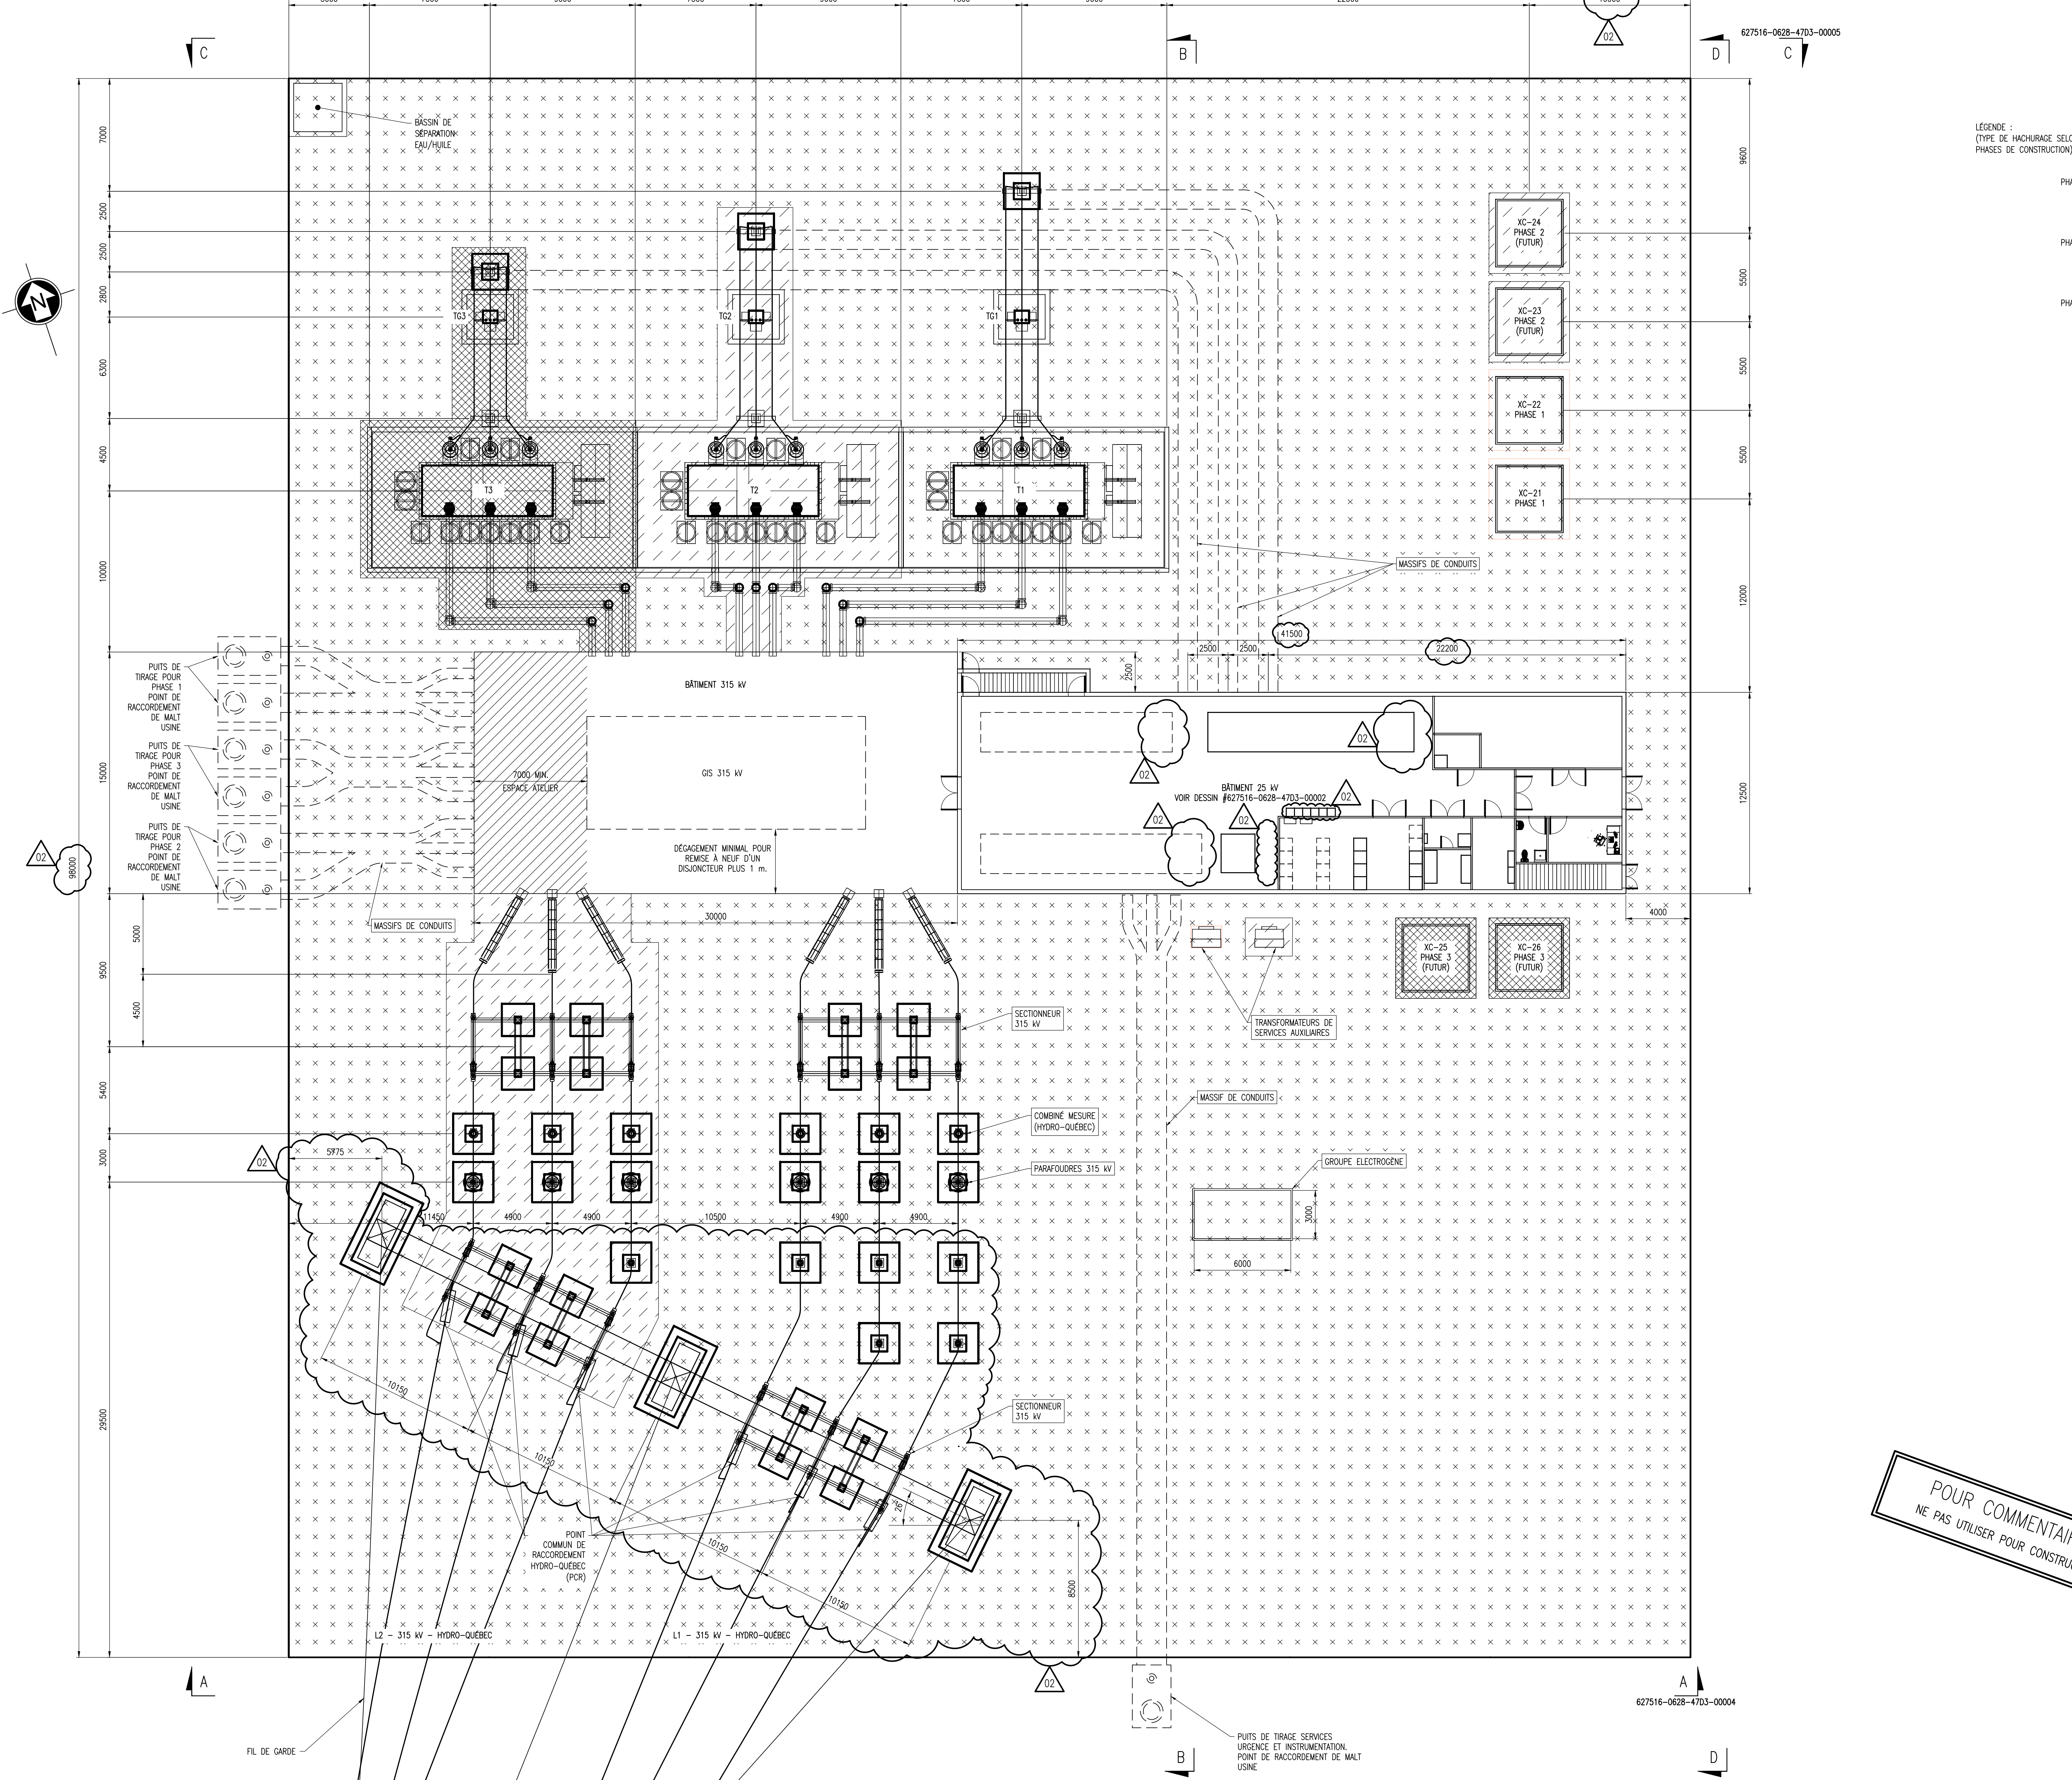 02
627516-0628-47D3-00005
C
B
D
C
BASSIN DE
SÉPARATION
EAU/HUILE
LÉGENDE :
PHASES DE CONSTRUCTION)
7000
2500
2500
2800
6300
4500
10000
15000
9500
5000
4500
5400
3000
29500
98000
02
9600
5500
5500
5500
12000
12500
N
TG3
TG2
TG1
T3
T2
T1
XC-24
PHASE 2
(FUTUR)
XC-23
PHASE 2
(FUTUR)
XC-22
PHASE 1
XC-21
PHASE 1
MASSIFS DE CONDUITS
41500
2500
2500
22200
2500
PUITS DE
TIRAGE POUR
PHASE 1
POINT DE
RACCORDEMENT
DE MALT
USINE
PUITS DE
TIRAGE POUR
PHASE 3
POINT DE
RACCORDEMENT
DE MALT
USINE
PUITS DE
TIRAGE POUR
PHASE 2
POINT DE
RACCORDEMENT
DE MALT
USINE
BÂTIMENT 315 kV
GIS 315 kV
7000 MIN.
ESPACE ATELIER
DÉGAGEMENT MINIMAL POUR
REMISE À NEUF D'UN
DISJONCTEUR PLUS 1 m.
02
02
BÂTIMENT 25 kV
VOIR DESSIN #627516-0628-47D3-00002
02
02
02
MASSIFS DE CONDUITS
30000
4000
XC-25
PHASE 3
(FUTUR)
XC-26
PHASE 3
(FUTUR)
SECTIONNEUR
315 kV
TRANSFORMATEURS DE
SERVICES AUXILIAIRES
COMBINÉ MESURE
(HYDRO-QUÉBEC)
MASSIF DE CONDUITS
PARAFOUDRES 315 kV
GROUPE ELECTROGÈNE
3000
6000
02
5775
11450
4900
4900
10500
4900
4900
10150
10150
10150
10150
SECTIONNEUR
315 kV
26°
8500
POINT
COMMUN DE
RACCORDEMENT
HYDRO-QUÉBEC
(PCR)
L2 - 315 kV - HYDRO-QUÉBEC
L1 - 315 kV - HYDRO-QUÉBEC
02
A
A
627516-0628-47D3-00004
FIL DE GARDE
PUITS DE TIRAGE SERVICES
URGENCE ET INSTRUMENTATION.
POINT DE RACCORDEMENT DE MALT
USINE
B
D
POUR
NE PAS UTILISER POUR